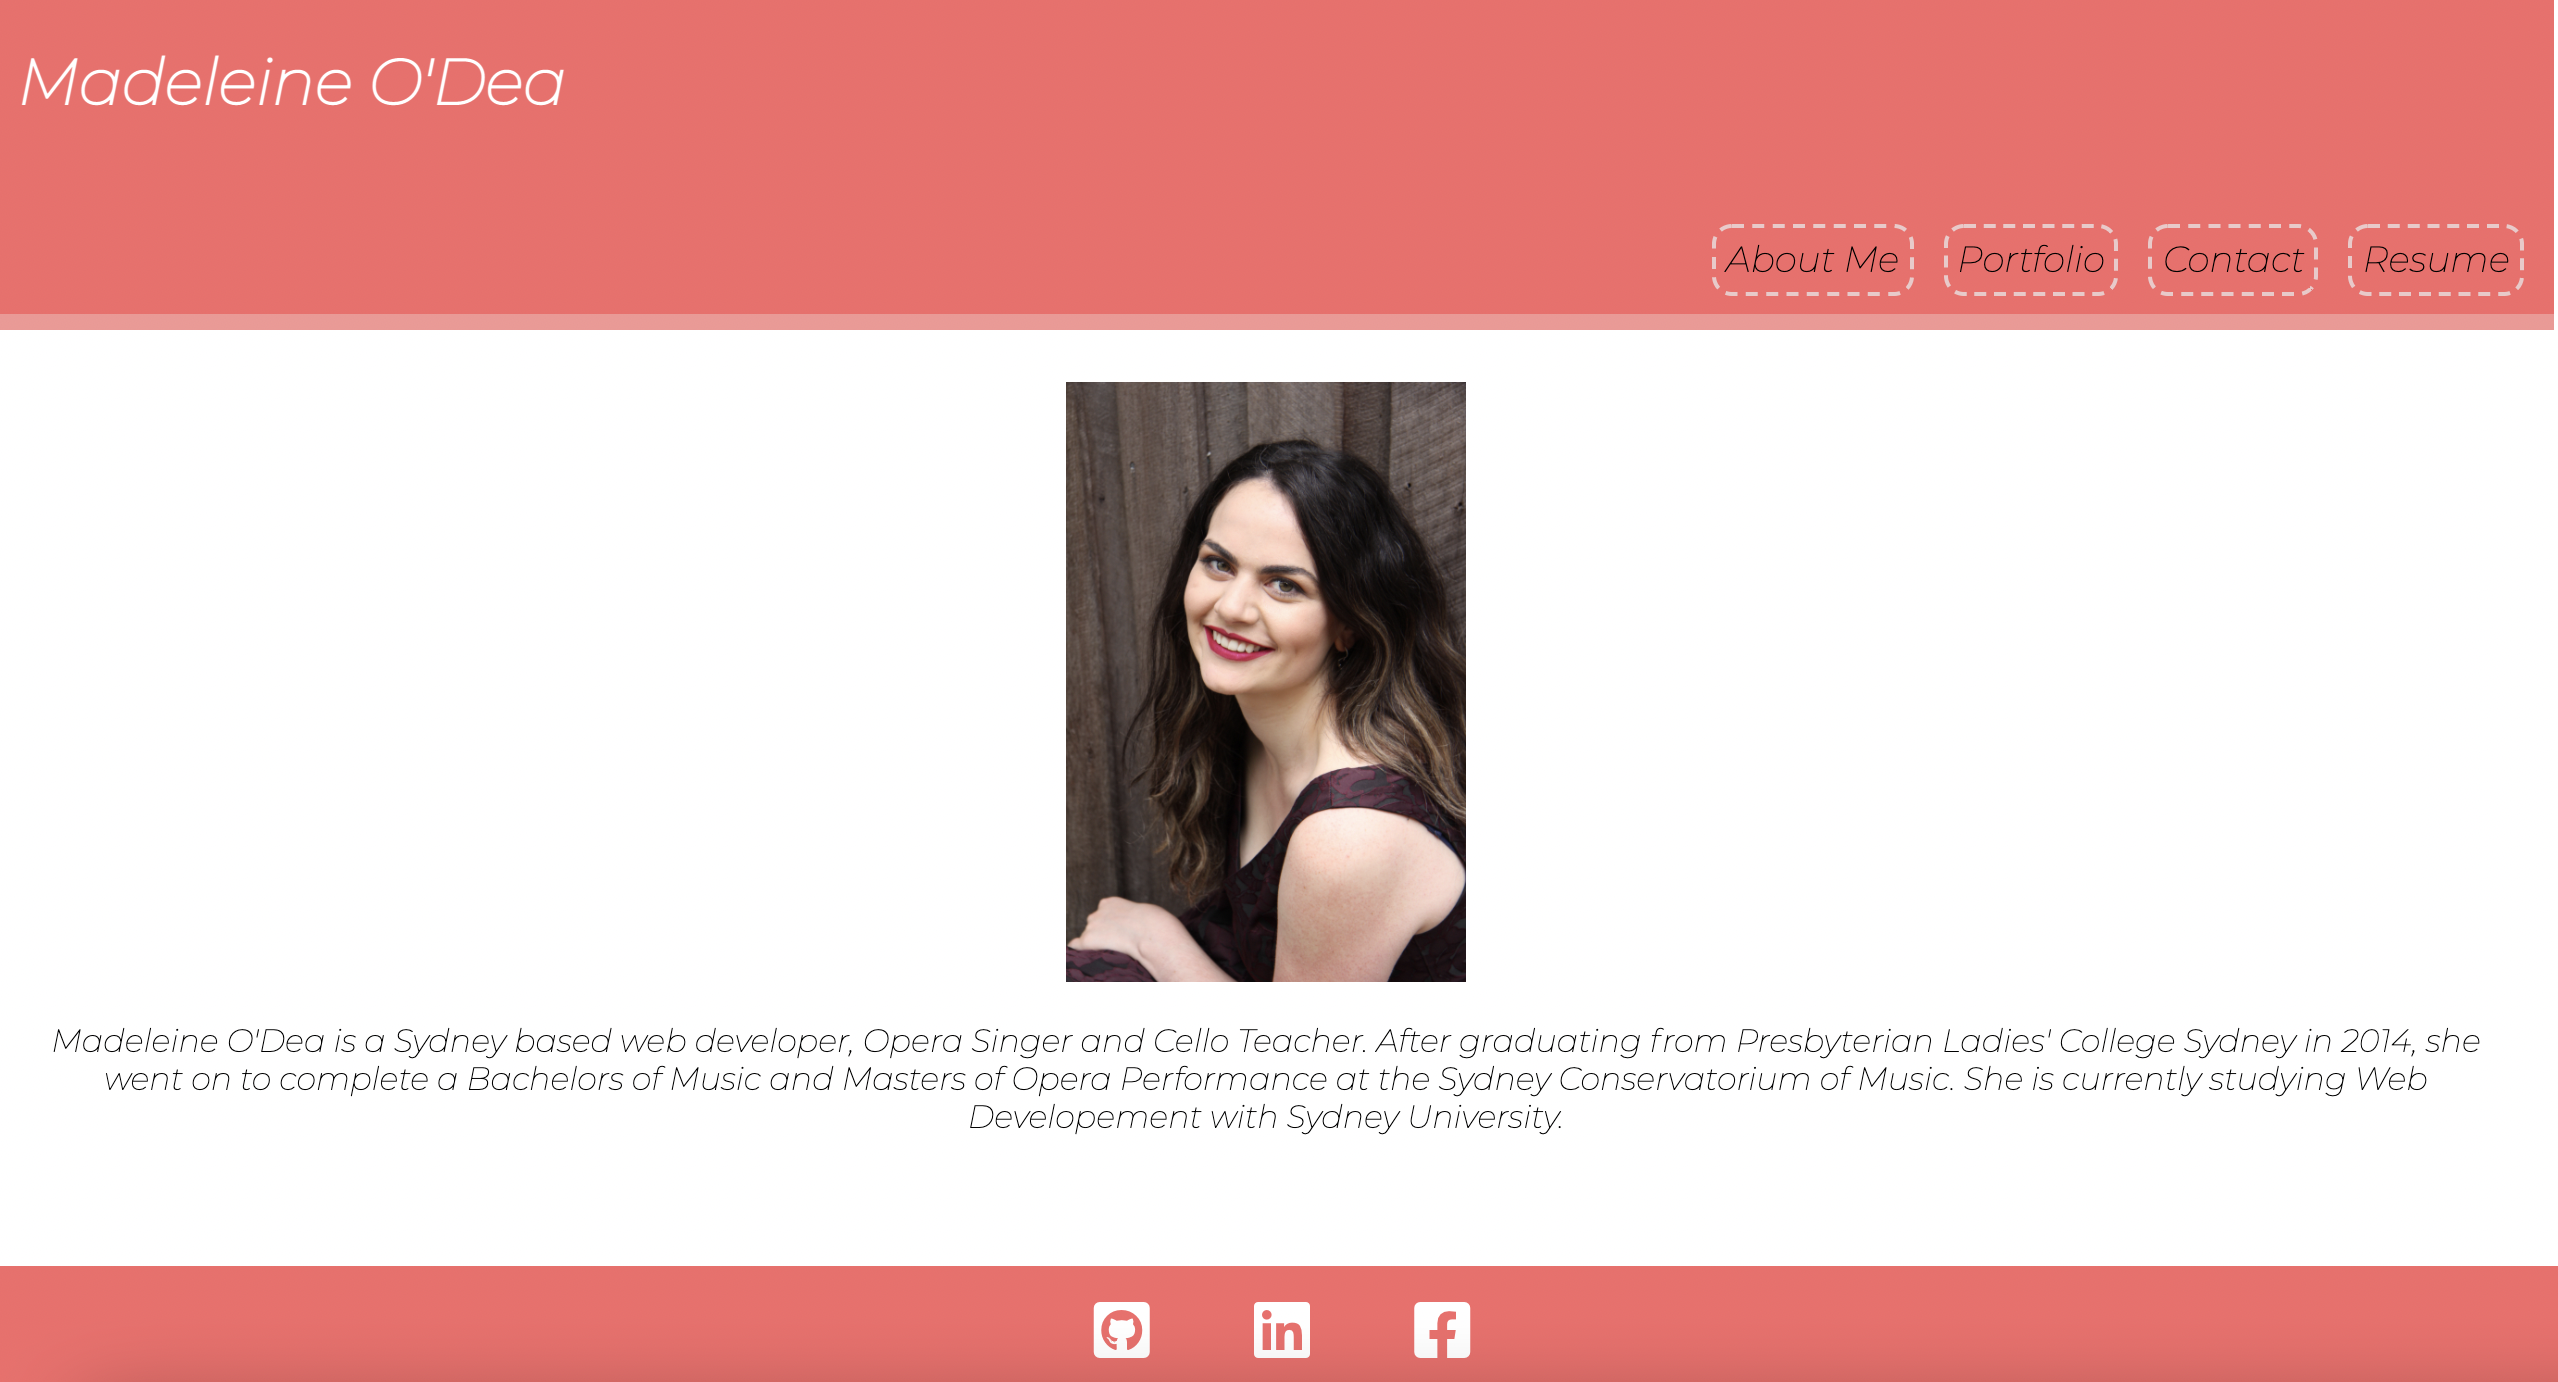 Madeleine O'Dea
About Me Portfolio Contact Resume
Madeleine O'Dea is a Sydney based web developer, Opera Singer and Cello Teacher. After graduating from Presbyterian Ladies' College Sydney in 2014, she
went on to complete a Bachelors of Music and Masters of Opera Performance at the Sydney Conservatorium of Music. She is currently studying Web
Developement with Sydney University.